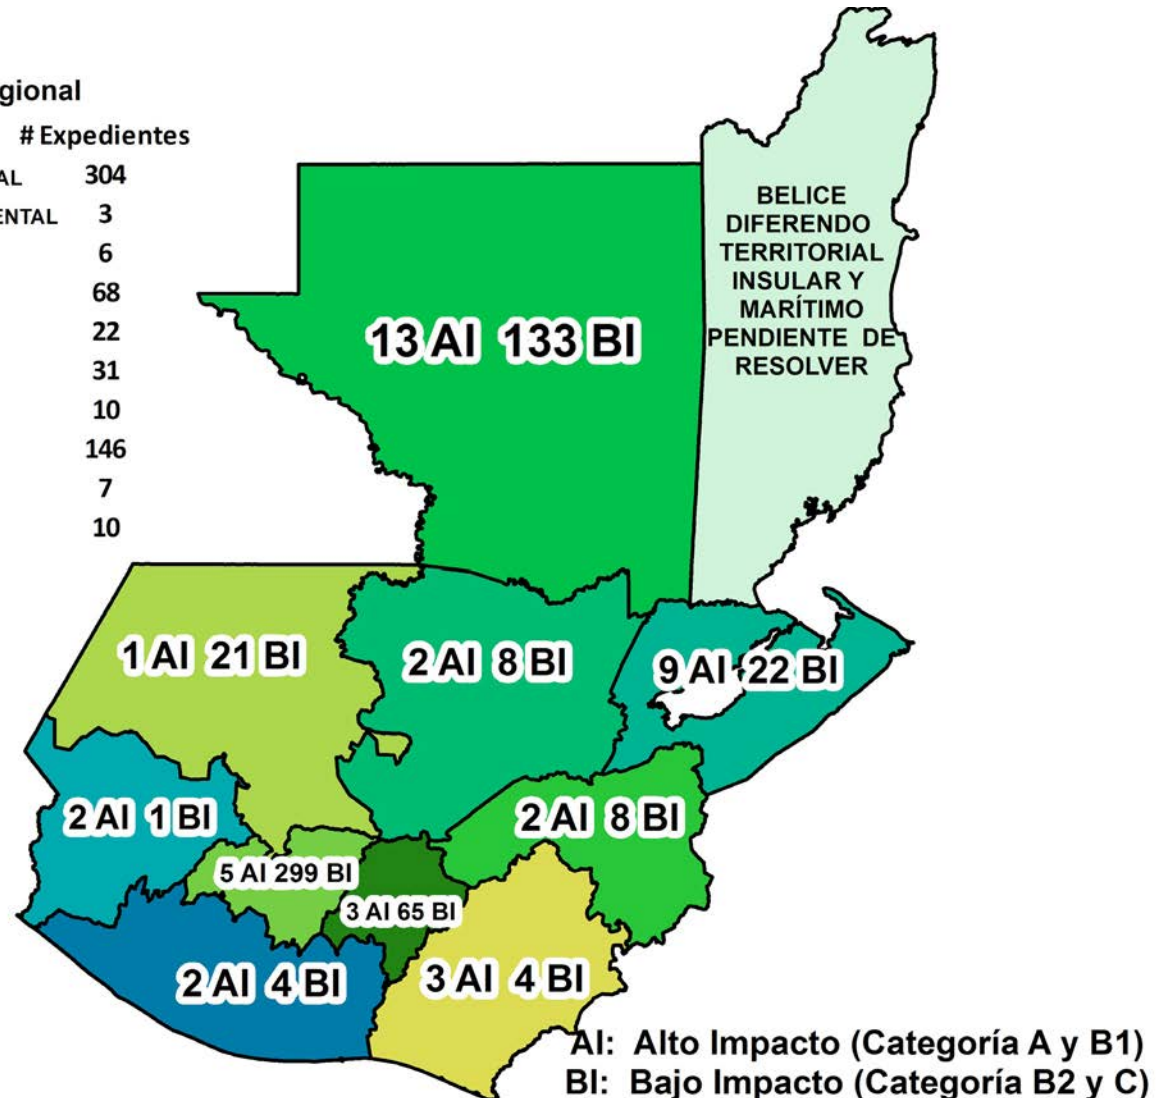 gional
# Expedientes
AL 304
ENTAL 3
6
68
22
31
10
146
7
10
BELICE
DIFERENDO
TERRITORIAL
INSULAR Y
MARÍTIMO
PENDIENTE DE
RESOLVER
13 AI 133 BI
1 AI 21 BI
2 AI 8 BI
9 AI 22 BI
2 AI 1 BI
2 AI 8 BI
5 AI 299 BI
3 AI 65 BI
2 AI 4 BI
3 AI 4 BI
AI: Alto Impacto (Categoría A y B1)
BI: Bajo Impacto (Categoría B2 y C)